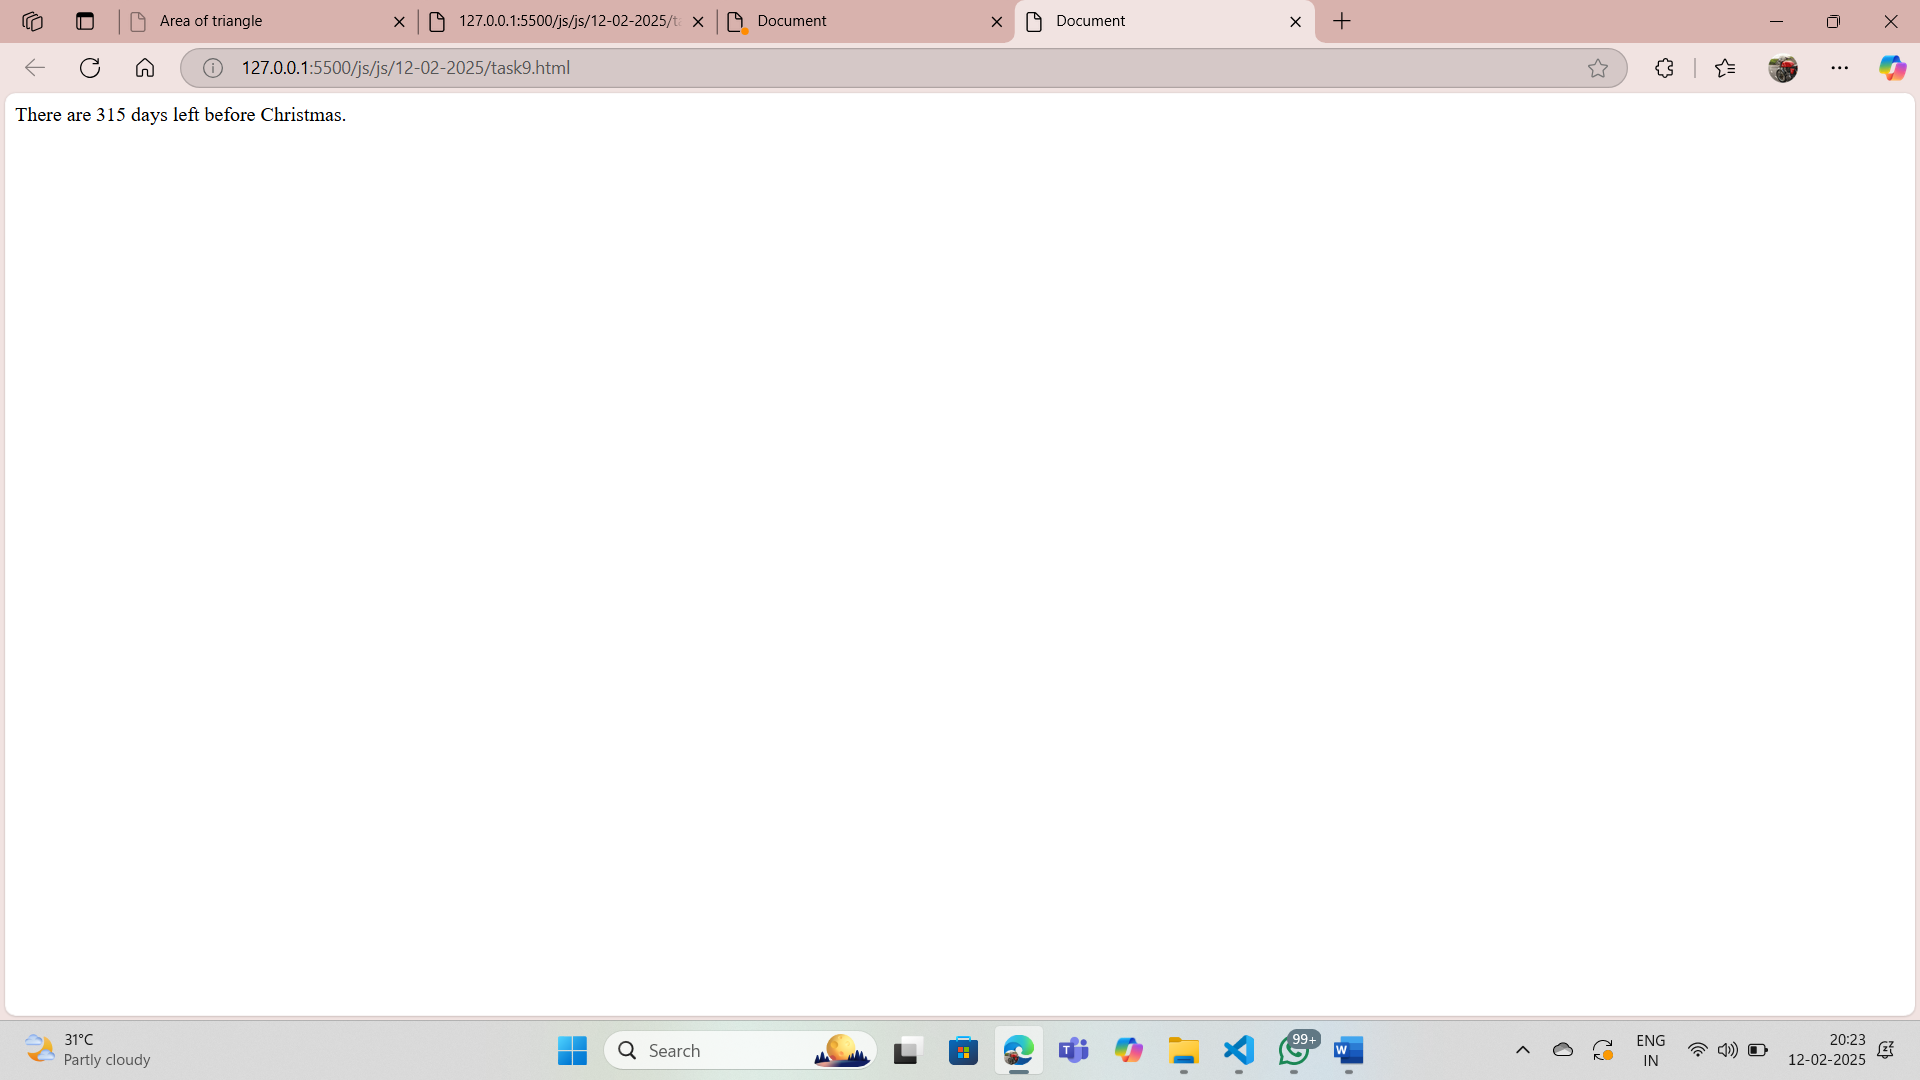 Area of triangle
127.0.0.1:5500/js/js/12-02-2025/ta
Document
Document
127.0.0.1:5500/js/js/12-02-2025/task9.html
There are 315 days left before Christmas.
31°C
Partly cloudy
Search
99+
ENG
IN
20:23
12-02-2025